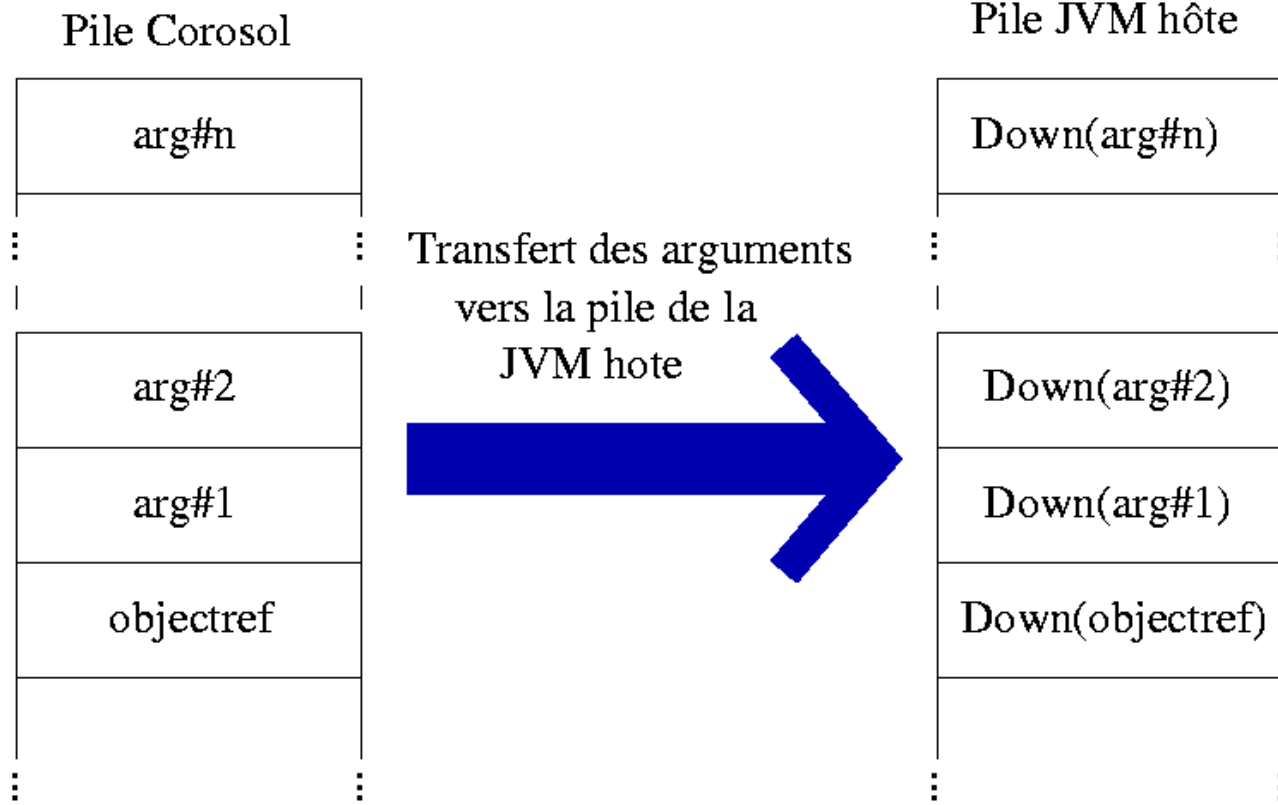 Pile Corosol
Pile JVM hôte
arg#n
Down(arg#n)
Transfert des arguments
vers la pile de la
JVM hote
arg#2
Down(arg#2)
arg#1
Down(arg#1)
objectref
Down(objectref)